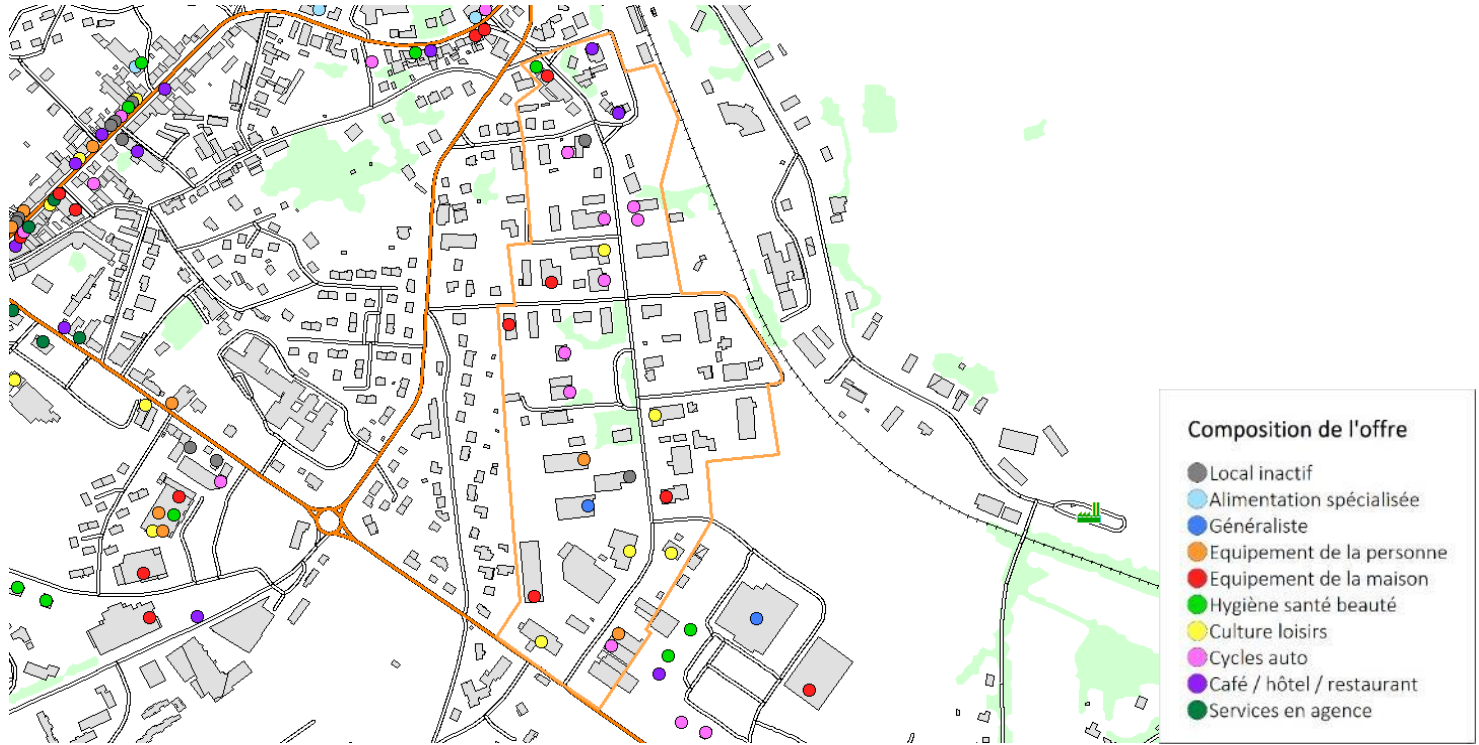 Composition de l'offre
Local inactif
Alimentation spécialisée
Généraliste
Equipement de la personne
Equipement de la maison
Hygiène santé beauté
Culture loisirs
Cycles auto
Café / hôtel / restaurant
Services en agence